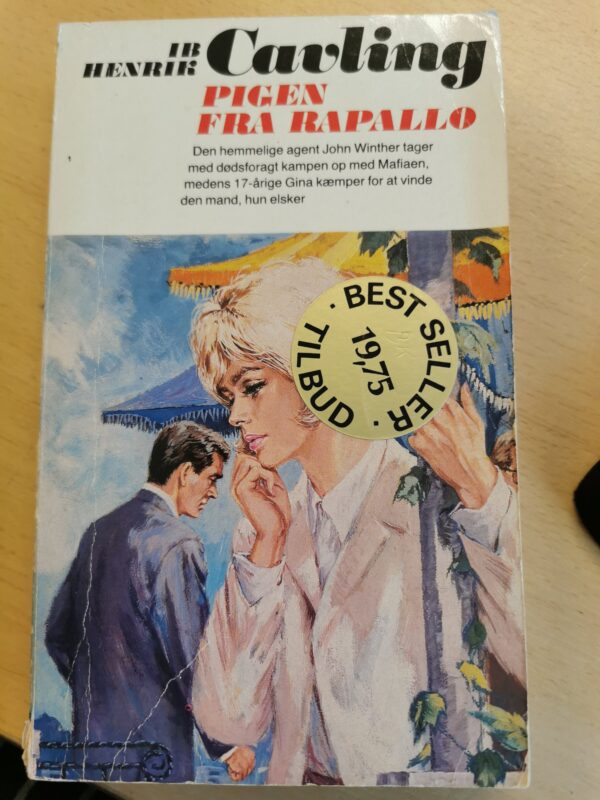 IB
HENRIK Cavling
PIGEN
FRA RAPALLO
Den hemmelige agent John Winther tager
med dødsforagt kampen op med Mafiaen,
medens 17-årige Gina kæmper for at vinde
den mand, hun elsker
· BEST SELLER ·
19,75
TILBUD